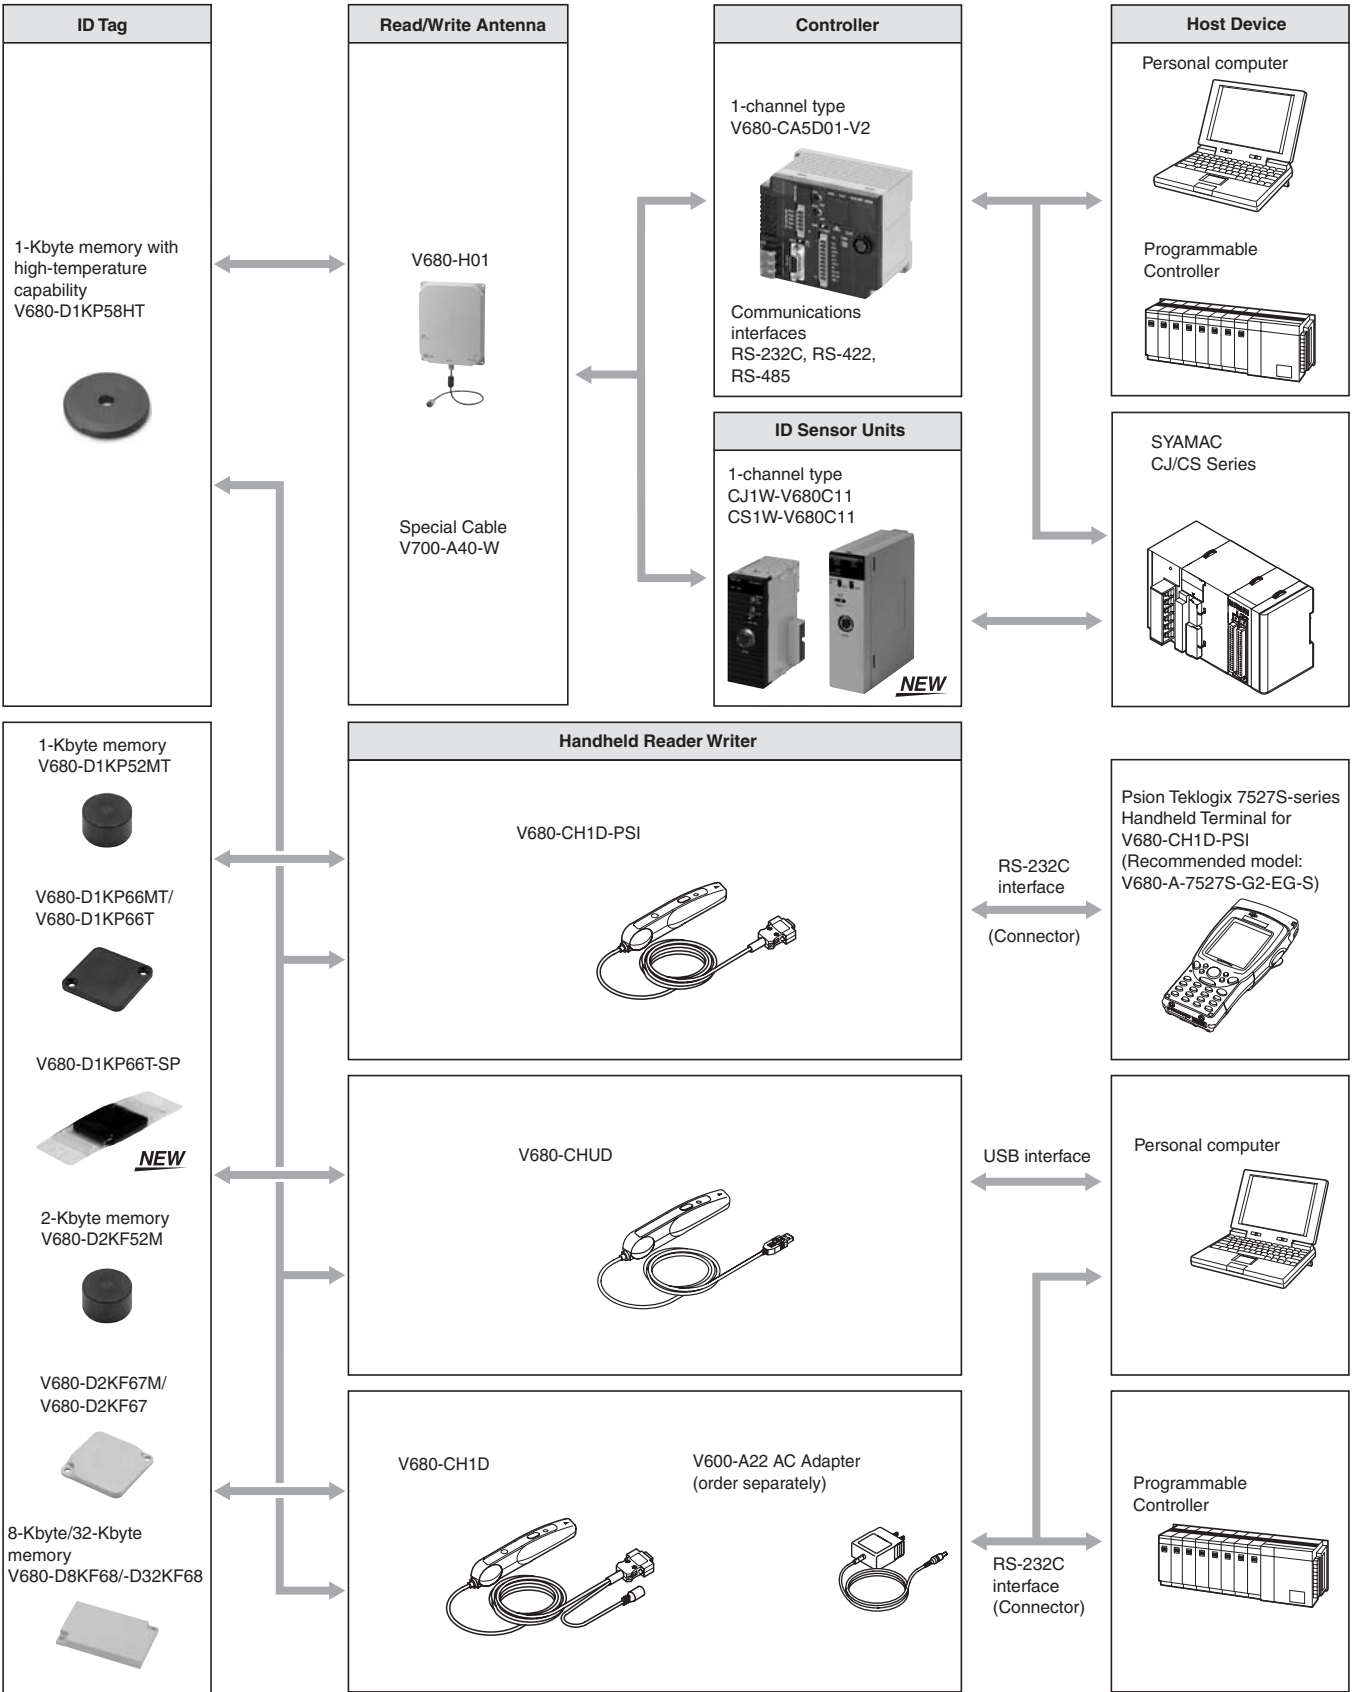 ID Tag
1-Kbyte memory with
high-temperature
capability
V680-D1KP58HT
Read/Write Antenna
V680-H01
Special Cable
V700-A40-W
Controller
1-channel type
V680-CA5D01-V2
Communications
interfaces
RS-232C, RS-422,
RS-485
ID Sensor Units
1-channel type
CJ1W-V680C11
CS1W-V680C11
NEW
Host Device
Personal computer
Programmable
Controller
SYAMAC
CJ/CS Series
1-Kbyte memory
V680-D1KP52MT
V680-D1KP66MT/
V680-D1KP66T
V680-D1KP66T-SP
NEW
2-Kbyte memory
V680-D2KF52M
V680-D2KF67M/
V680-D2KF67
8-Kbyte/32-Kbyte
memory
V680-D8KF68/-D32KF68
Handheld Reader Writer
V680-CH1D-PSI
RS-232C
interface
(Connector)
Psion Teklogix 7527S-series
Handheld Terminal for
V680-CH1D-PSI
(Recommended model:
V680-A-7527S-G2-EG-S)
V680-CHUD
USB interface
Personal computer
V680-CH1D
V600-A22 AC Adapter
(order separately)
RS-232C
interface
(Connector)
Programmable
Controller